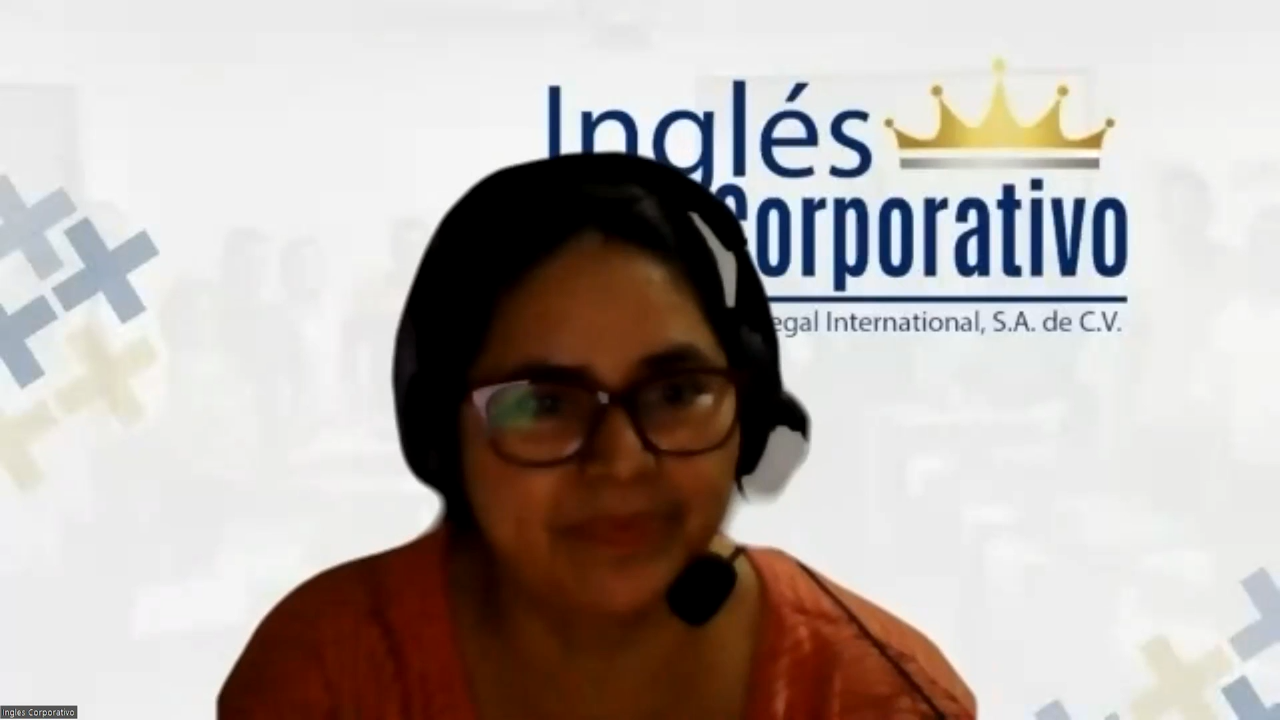 Inglés
Corporativo
egal International, S.A. de C.V.
Ingles Corporativo